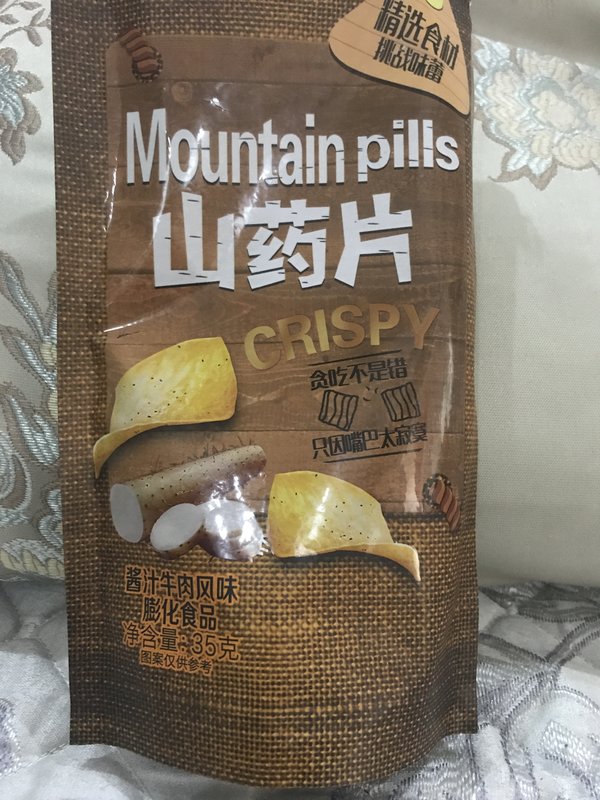 精选食材
挑战味蕾
Mountain pills
山药片
CRISPY
贪吃不是错
只因嘴巴太寂寞
酱汁牛肉风味
膨化食品
净含量:35克
图案仅供参考